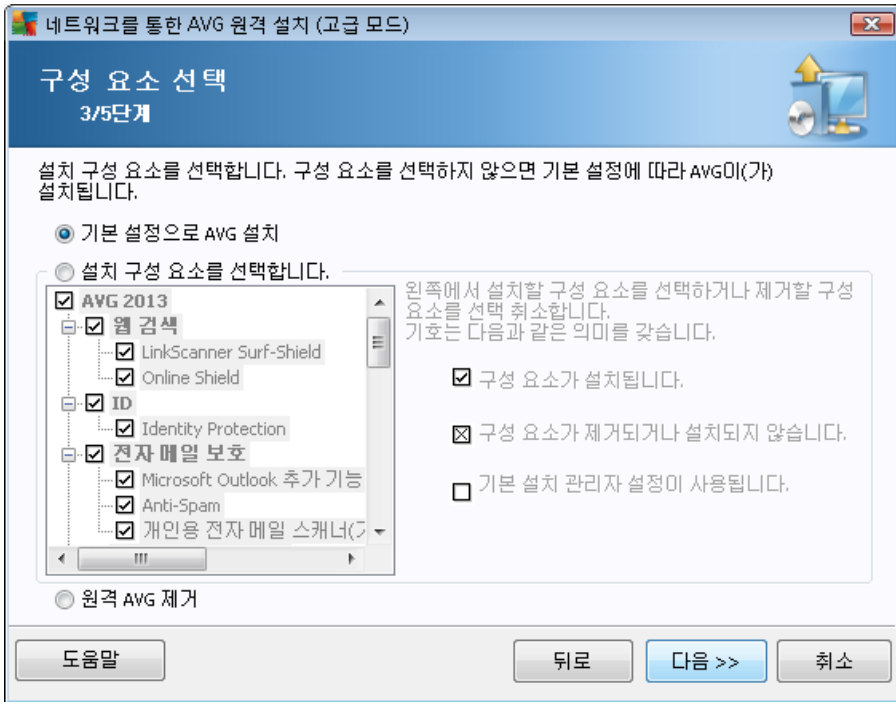 네트워크를 통한 AVG 원격 설치 (고급 모드)
구성 요소 선택
3/5단계
설치 구성 요소를 선택합니다. 구성 요소를 선택하지 않으면 기본 설정에 따라 AVG이(가)
설치됩니다.
기본 설정으로 AVG 설치
설치 구성 요소를 선택합니다.
AVG 2013
웹 검색
LinkScanner Surf-Shield
Online Shield
ID
Identity Protection
전자 메일 보호
Microsoft Outlook 추가 기능
Anti-Spam
개인용 전자 메일 스캐너(
왼쪽에서 설치할 구성 요소를 선택하거나 제거할 구성
요소를 선택 취소합니다.
기호는 다음과 같은 의미를 갖습니다.
구성 요소가 설치됩니다.
구성 요소가 제거되거나 설치되지 않습니다.
기본 설치 관리자 설정이 사용됩니다.
원격 AVG 제거
도움말
뒤로
다음 >>
취소